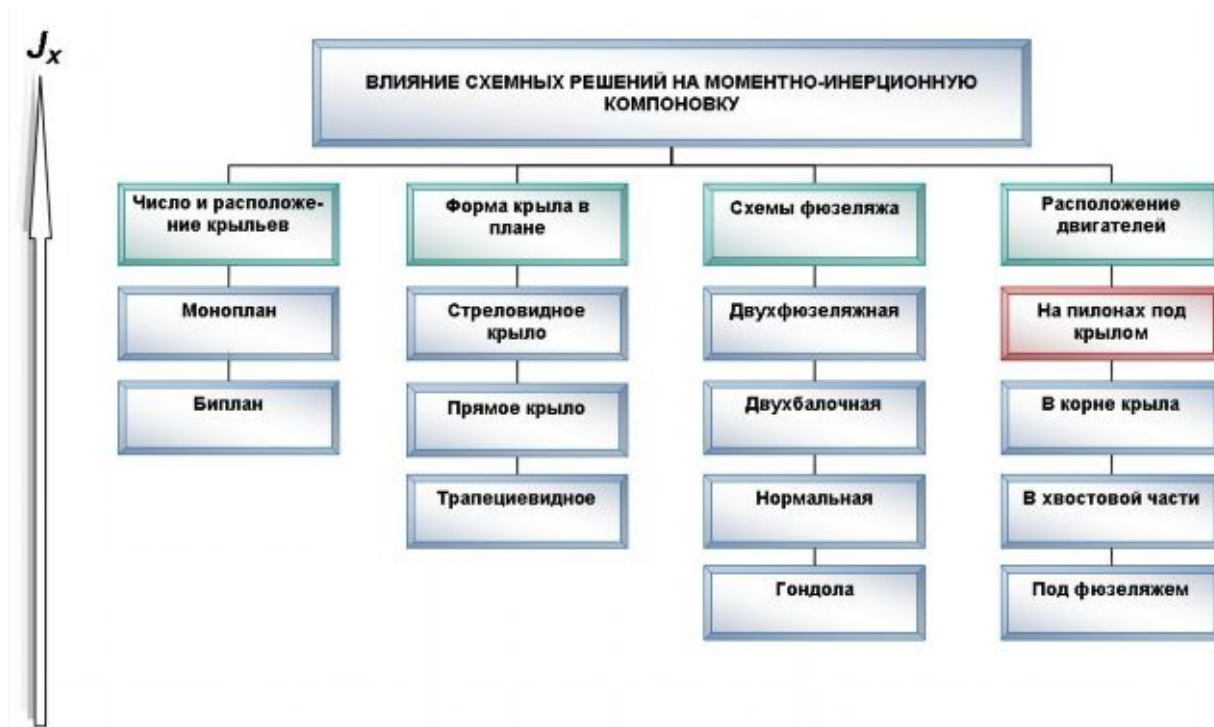 Jx
ВЛИЯНИЕ СХЕМНЫХ РЕШЕНИЙ НА МОМЕНТНО-ИНЕРЦИОННУЮ
КОМПОНОВКУ
Число и расположе-
ние крыльев
Моноплан
Биплан
Форма крыла в
плане
Стреловидное
крыло
Прямое крыло
Трапециевидное
Схемы фюзеляжа
Двухфюзеляжная
Двухбалочная
Нормальная
Гондола
Расположение
двигателей
На пилонах под
крылом
В корне крыла
В хвостовой части
Под фюзеляжем